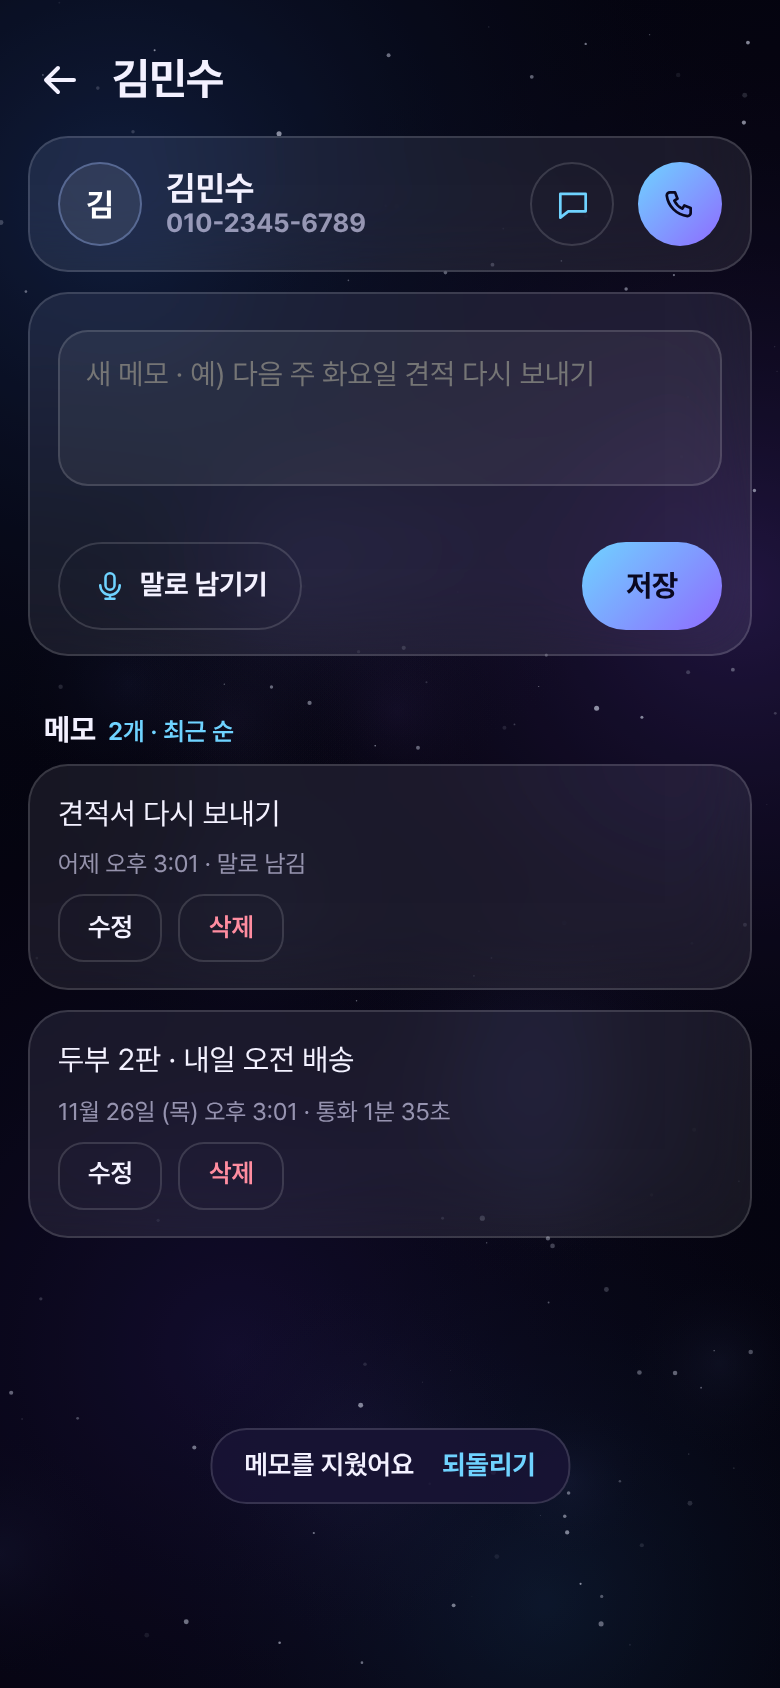 김민수
김
김민수
010-2345-6789
새 메모 · 예) 다음 주 화요일 견적 다시 보내기
말로 남기기
저장
메모 2개 · 최근 순
견적서 다시 보내기
어제 오후 3:01 · 말로 남김
수정 삭제
두부 2판 · 내일 오전 배송
11월 26일 (목) 오후 3:01 · 통화 1분 35초
수정 삭제
메모를 지웠어요 되돌리기